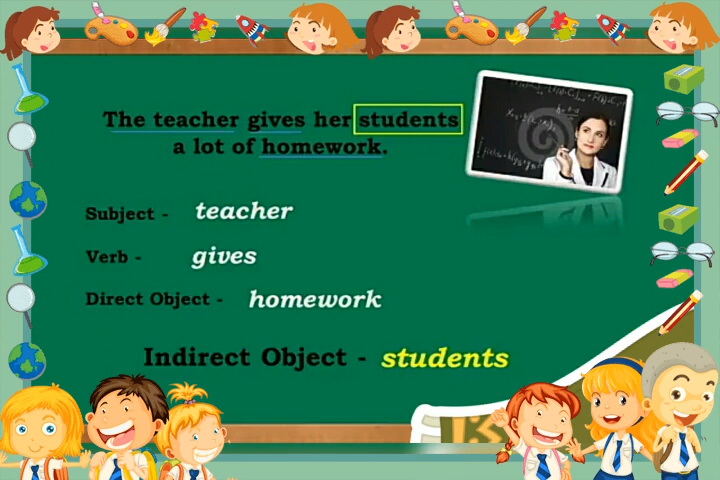 The teacher gives her students
a lot of homework.
Subject - teacher
Verb - gives
Direct Object - homework
Indirect Object - students